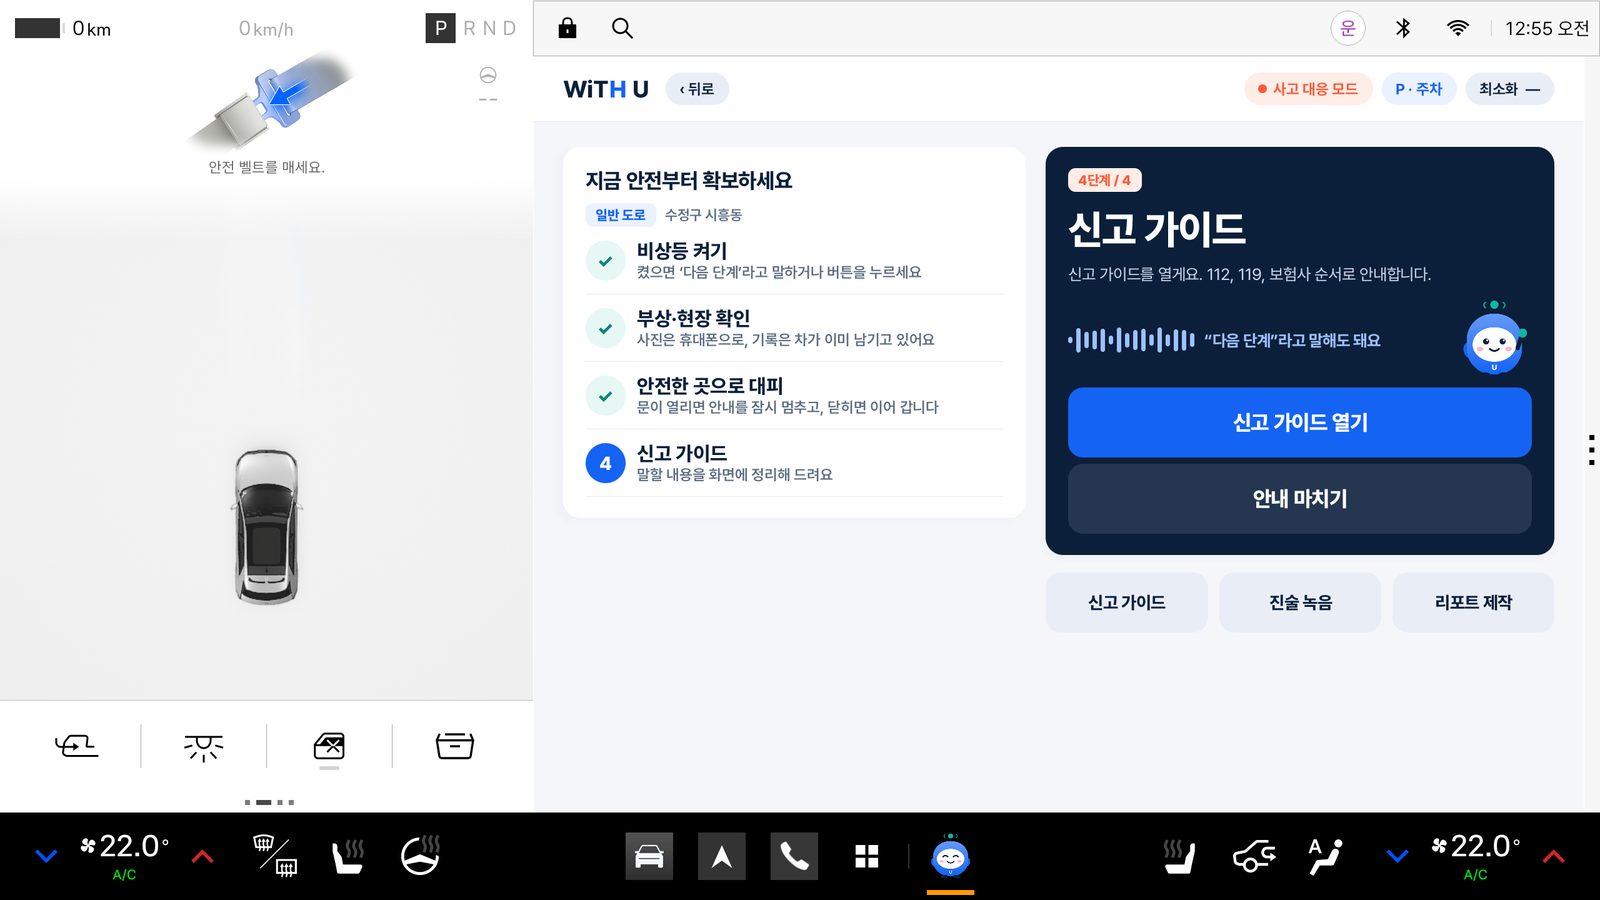 0 km
0 km/h
P R N D
안전 벨트를 매세요.
12:55 오전
운
WiTH U
‹ 뒤로
사고 대응 모드
P · 주차
최소화 —
지금 안전부터 확보하세요
일반 도로 수정구 시흥동
비상등 켜기
켰으면 ‘다음 단계’라고 말하거나 버튼을 누르세요
부상·현장 확인
사진은 휴대폰으로, 기록은 차가 이미 남기고 있어요
안전한 곳으로 대피
문이 열리면 안내를 잠시 멈추고, 닫히면 이어 갑니다
4
신고 가이드
말할 내용을 화면에 정리해 드려요
4단계 / 4
신고 가이드
신고 가이드를 열게요. 112, 119, 보험사 순서로 안내합니다.
“다음 단계”라고 말해도 돼요
U
신고 가이드 열기
안내 마치기
신고 가이드
진술 녹음
리포트 제작
22.0°
A/C
A
22.0°
A/C